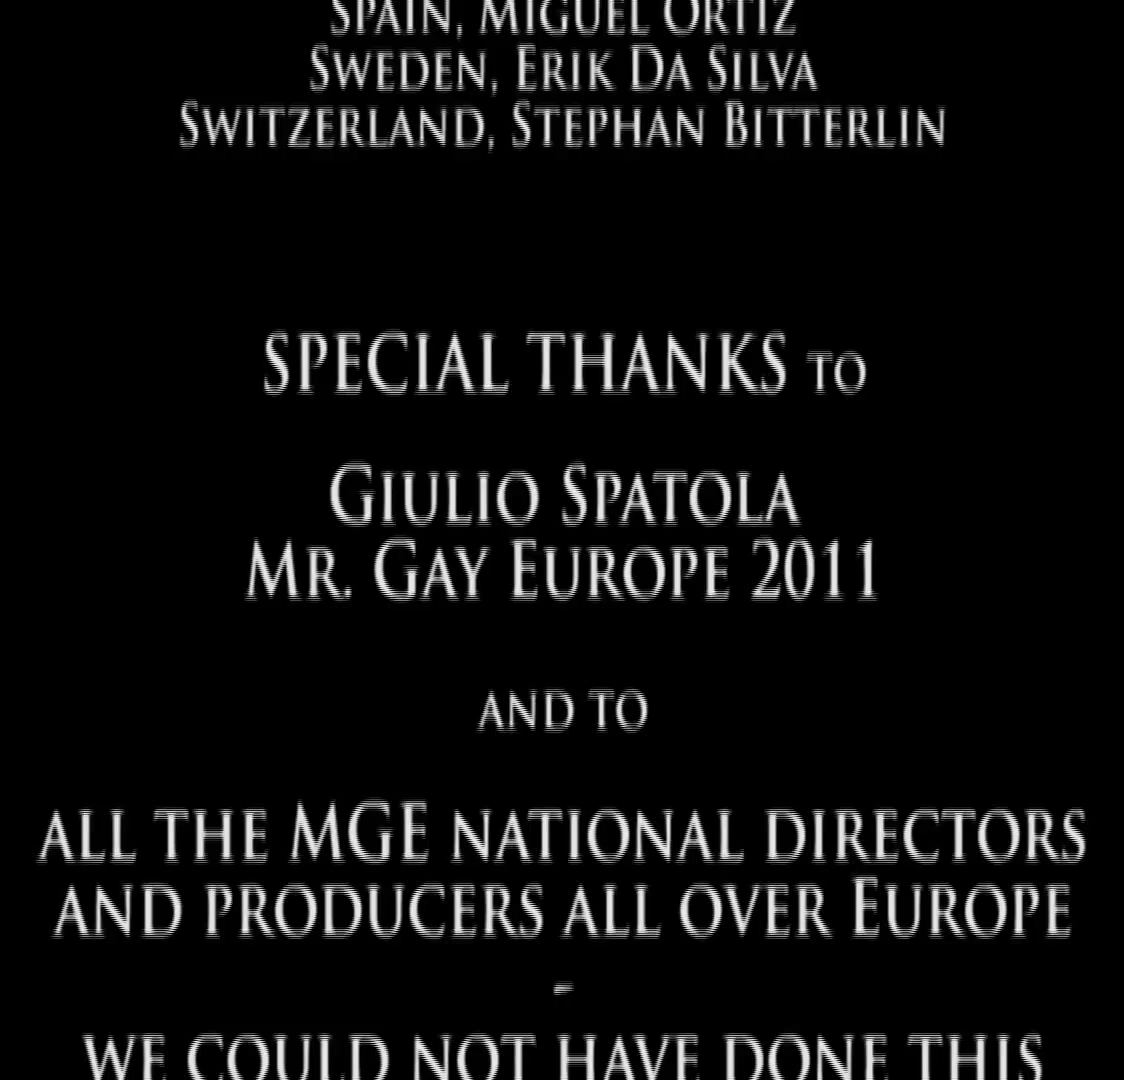 Spain, Miguel Ortiz
Sweden, Erik Da Silva
Switzerland, Stephan Bitterlin
SPECIAL THANKS to
Giulio Spatola
Mr. Gay Europe 2011
and to
all the MGE national directors
and producers all over Europe
-
we could not have done this